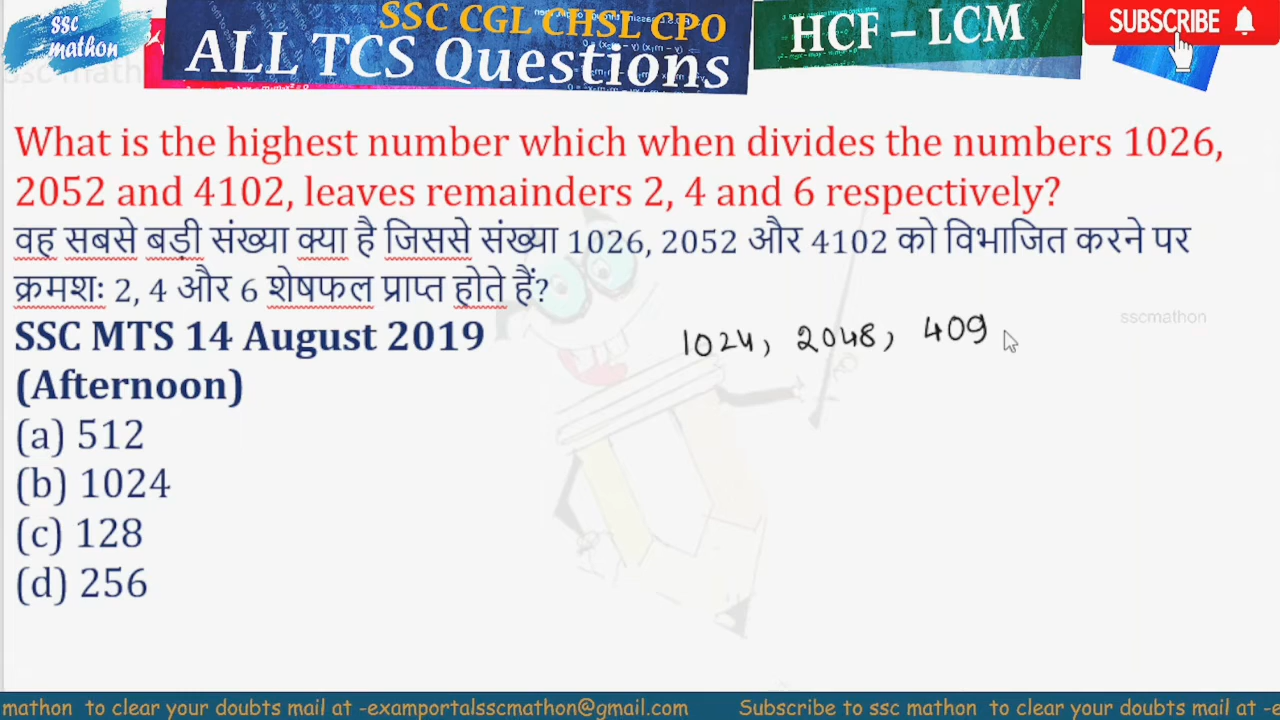 ssc mathon
SSC CGL CHSL CPO
ALL TCS Questions
HCF – LCM
SUBSCRIBE
What is the highest number which when divides the numbers 1026,
2052 and 4102, leaves remainders 2, 4 and 6 respectively?
वह सबसे बड़ी संख्या क्या है जिससे संख्या 1026, 2052 और 4102 को विभाजित करने पर
क्रमशः 2, 4 और 6 शेषफल प्राप्त होते हैं?
SSC MTS 14 August 2019
(Afternoon)
1024, 2048, 409
sscmathon
(a) 512
(b) 1024
(c) 128
(d) 256
mathon to clear your doubts mail at -examportalsscmathon@gmail.com Subscribe to ssc mathon to clear your doubts mail at -e